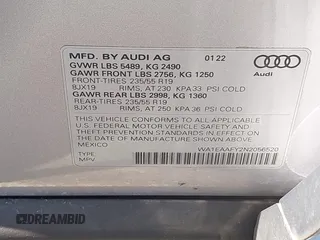 MFD. BY AUDI AG 01 22
GVWR LBS 5489, KG 2490
GAWR FRONT LBS 2756, KG 1250
FRONT-TIRES 235/55 R19
8JX19 RIMS, AT 230 KPA 33 PSI COLD
GAWR REAR LBS 2998, KG 1360
REAR-TIRES 235/55 R19
8JX19 RIMS, AT 250 KPA 36 PSI COLD
Audi
THIS VEHICLE CONFORMS TO ALL APPLICABLE
U.S. FEDERAL MOTOR VEHICLE SAFETY AND
THEFT PREVENTION STANDARDS IN EFFECT ON THE
DATE OF MANUFACTURE SHOWN ABOVE
MEXICO
TYPE: WA1EAAFY2N2056520
MPV
DREAMBID